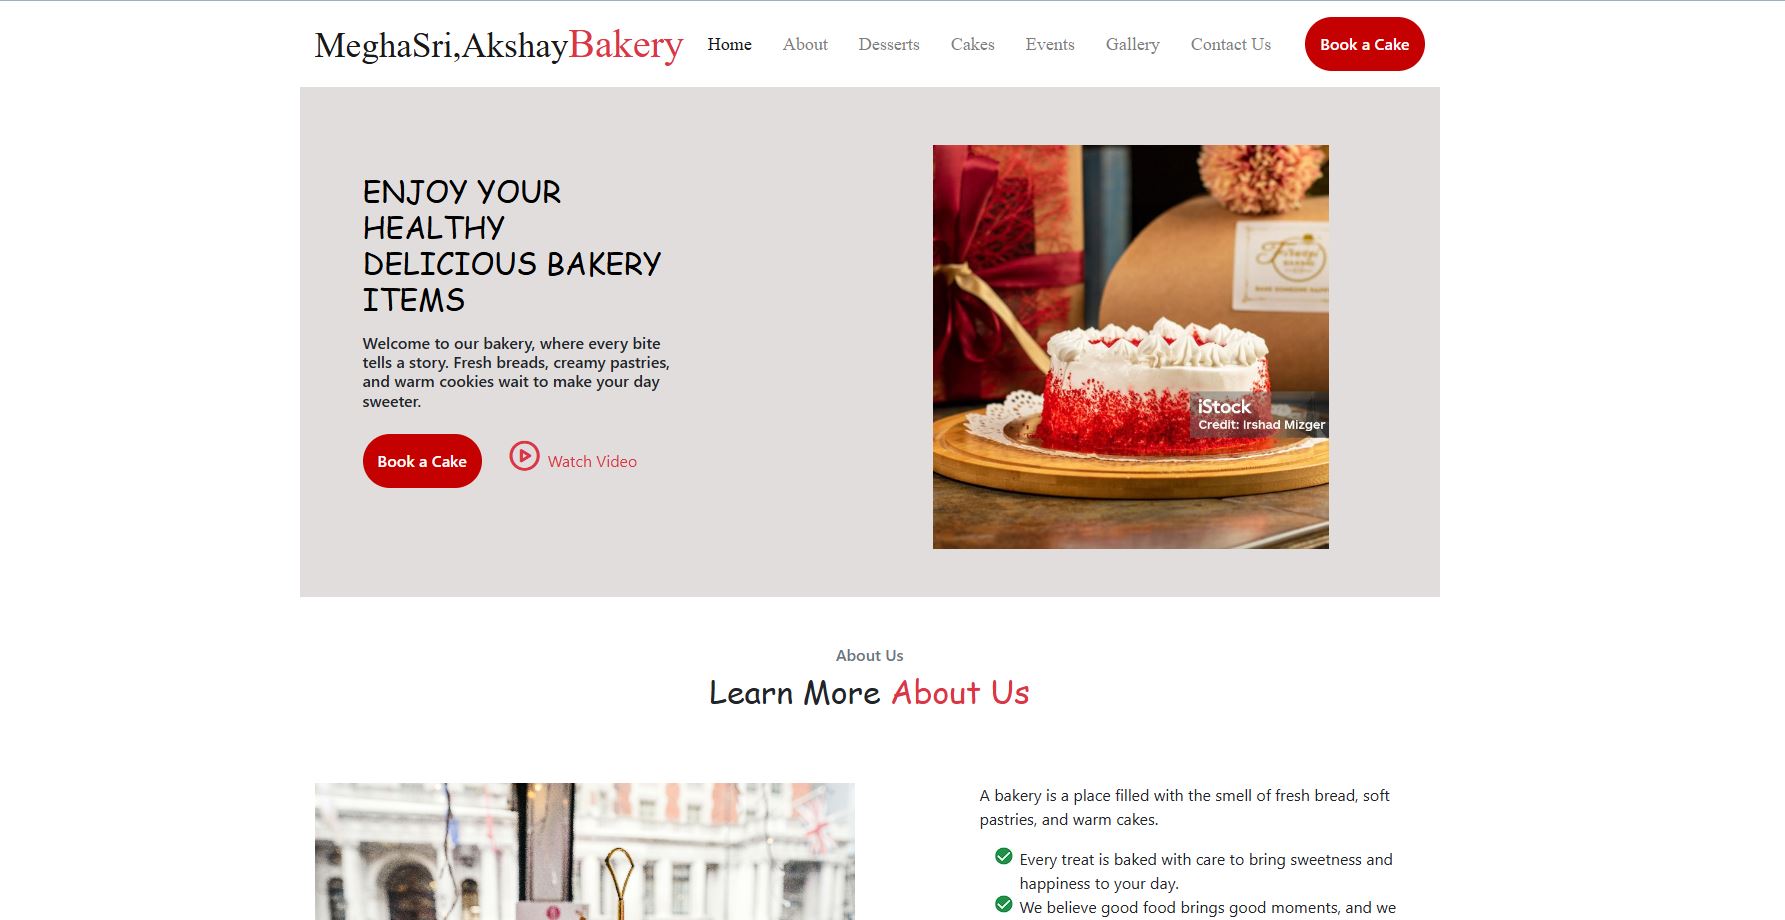 MeghaSri,AkshayBakery
Home
About
Desserts
Cakes
Events
Gallery
Contact Us
Book a Cake
ENJOY YOUR
HEALTHY
DELICIOUS BAKERY
ITEMS
Welcome to our bakery, where every bite
tells a story. Fresh breads, creamy pastries,
and warm cookies wait to make your day
sweeter.
Book a Cake
Watch Video
iStock
Credit: Irshad Mizger
About Us
Learn More About Us
A bakery is a place filled with the smell of fresh bread, soft
pastries, and warm cakes.
Every treat is baked with care to bring sweetness and
happiness to your day.
We believe good food brings good moments, and we